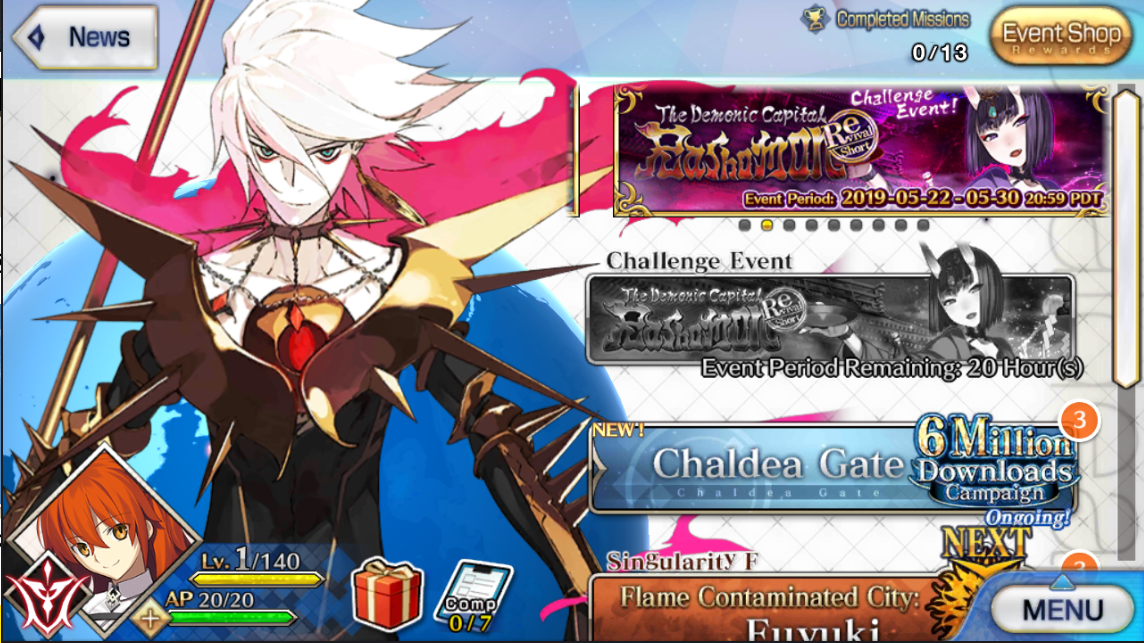 News
Completed Missions
0/13
Event Shop
Rewards
Challenge
Event!
The Demonic Capital
Rashomon
Revival
Short
Event Period: 2019-05-22 - 05-30 20:59 PDT
Challenge Event
The Demonic Capital
Rashomon
Re
Short
Event Period Remaining: 20 Hour(s)
NEW!
3
Chaldea Gate
Chaldea Gate
6 Million
Downloads
Campaign
Ongoing!
NEXT
Singularity F
Flame Contaminated City:
Fuyuki
Lv. 1/140
AP 20/20
Comp
0/7
MENU